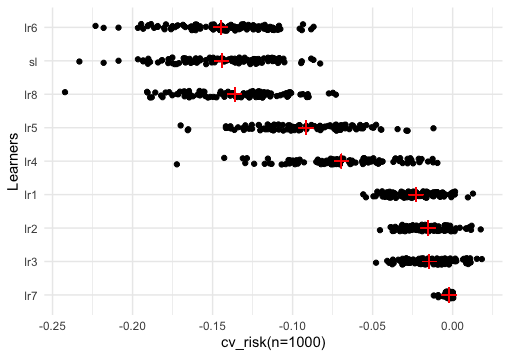 lr6
sl
lr8
lr5
lr4
lr1
lr2
lr3
lr7
Learners
-0.25 -0.20 -0.15 -0.10 -0.05 0.00
cv_risk(n=1000)